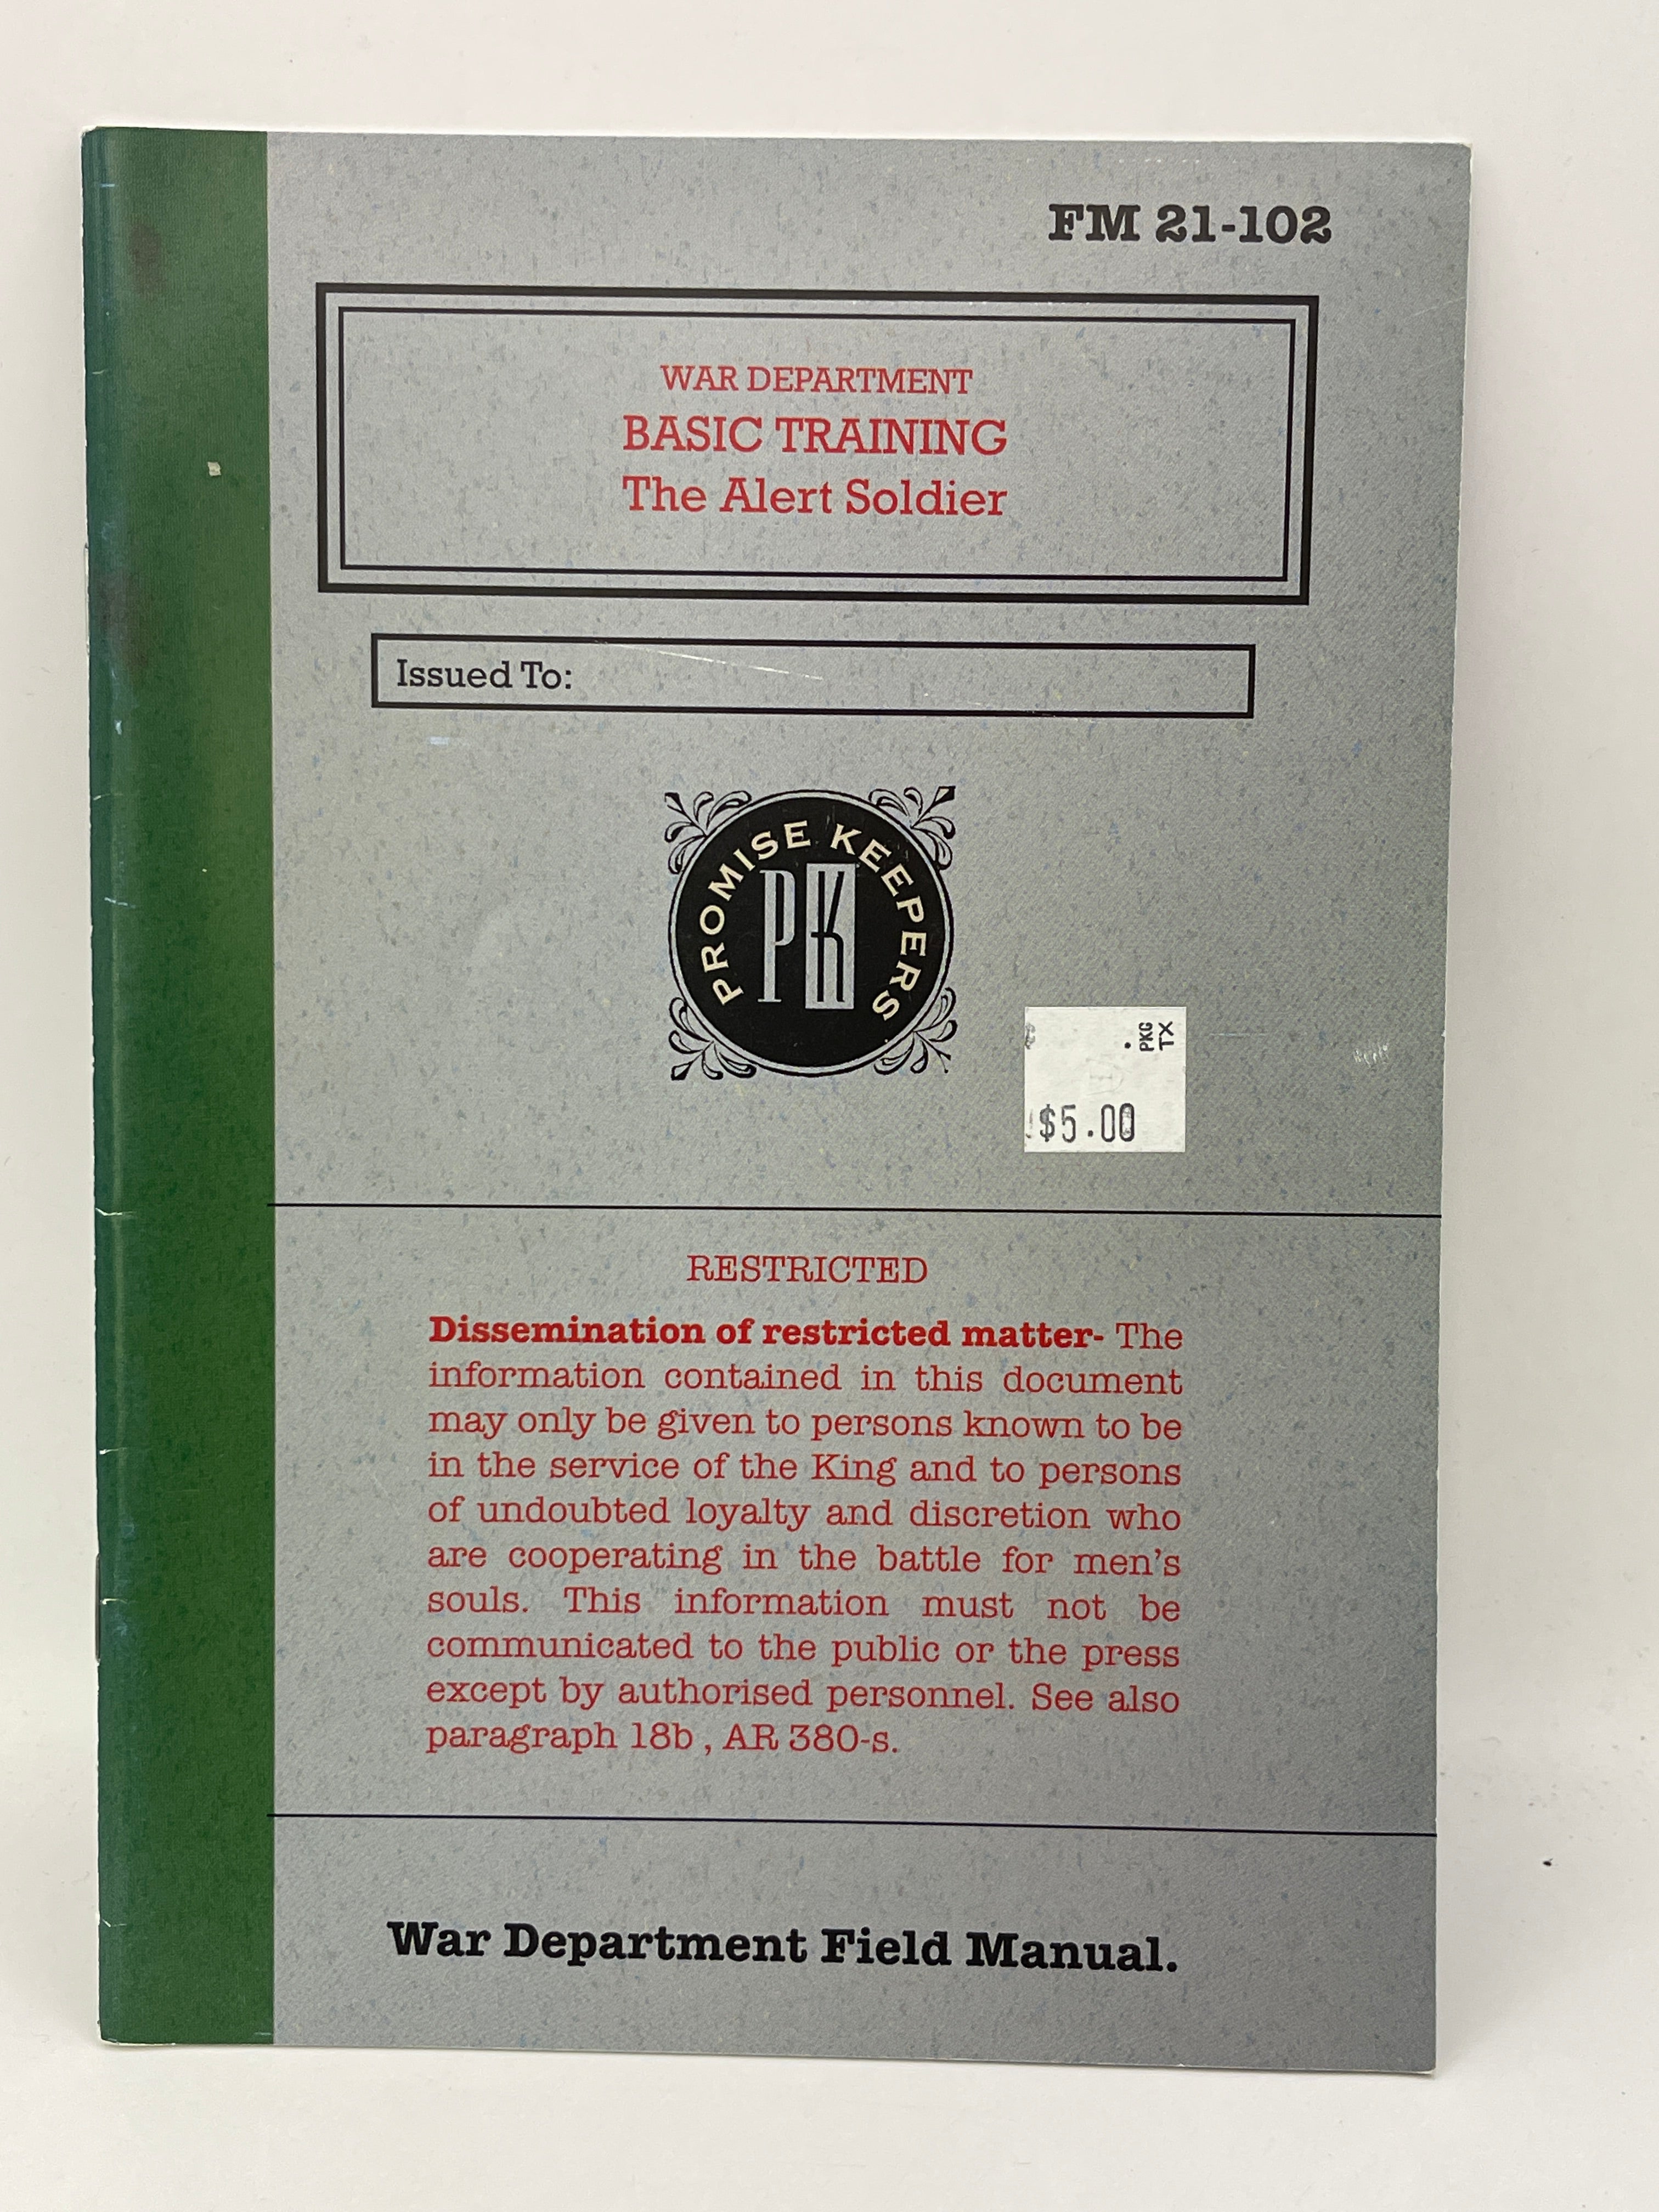 FM 21-102
WAR DEPARTMENT
BASIC TRAINING
The Alert Soldier
Issued To:
PROMISE KEEPERS
PK
PKG
TX
$5.00
RESTRICTED
Dissemination of restricted matter- The
information contained in this document
may only be given to persons known to be
in the service of the King and to persons
of undoubted loyalty and discretion who
are cooperating in the battle for men's
souls. This information must not be
communicated to the public or the press
except by authorised personnel. See also
paragraph 18b , AR 380-s.
War Department Field Manual.